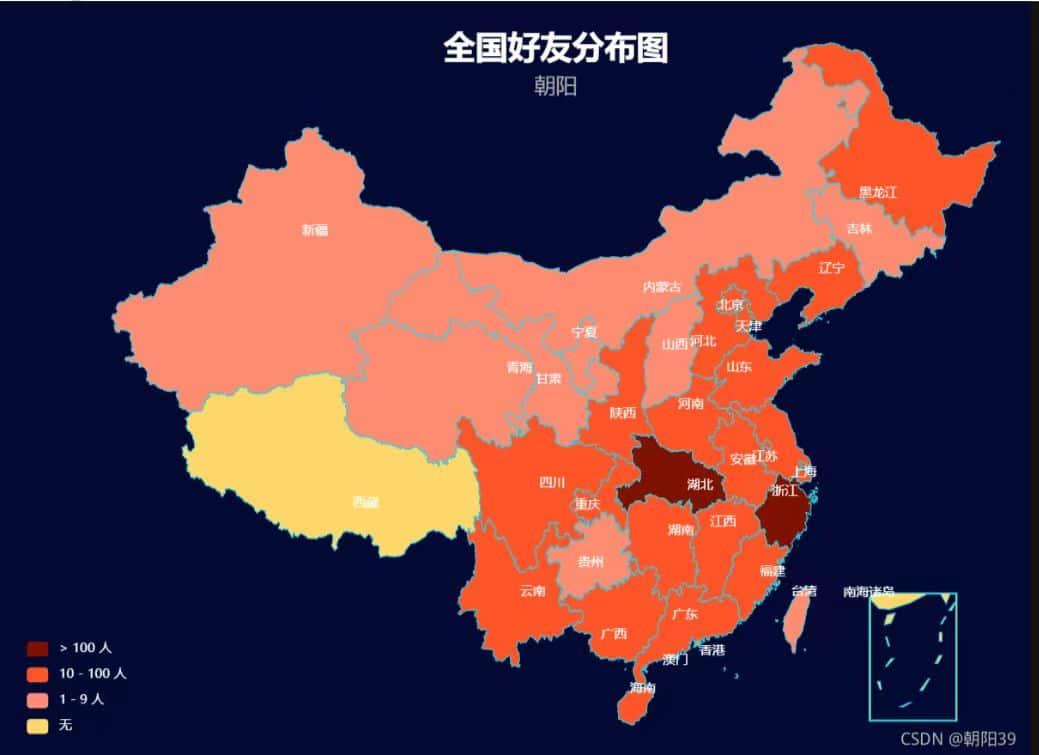 全国好友分布图
朝阳
黑龙江
吉林
新疆
辽宁
内蒙古
北京
天津
宁夏
山西
河北
青海
甘肃
山东
河南
陕西
安徽
江苏
上海
四川
湖北
浙江
重庆
西藏
江西
湖南
贵州
福建
云南
台湾
南海诸岛
广东
广西
香港
澳门
海南
> 100 人
10 - 100 人
1 - 9 人
无
CSDN @朝阳39